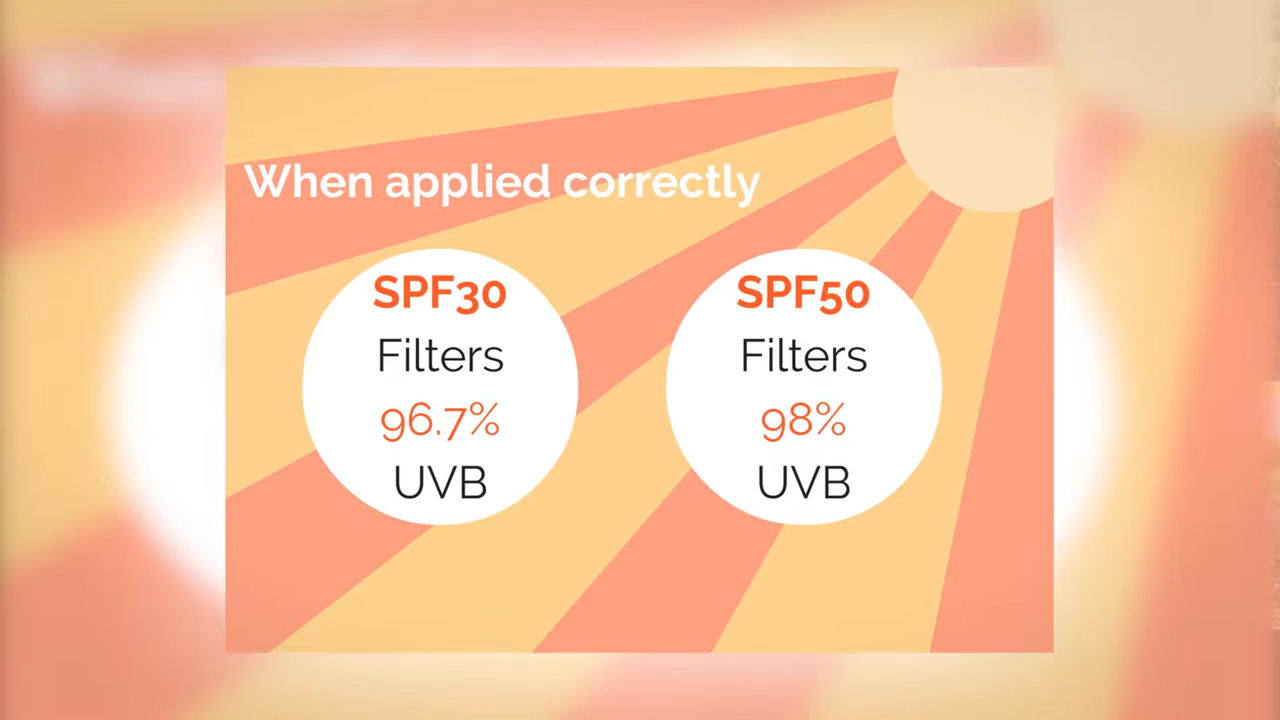 When applied correctly
SPF30
Filters
96.7%
UVB
SPF50
Filters
98%
UVB